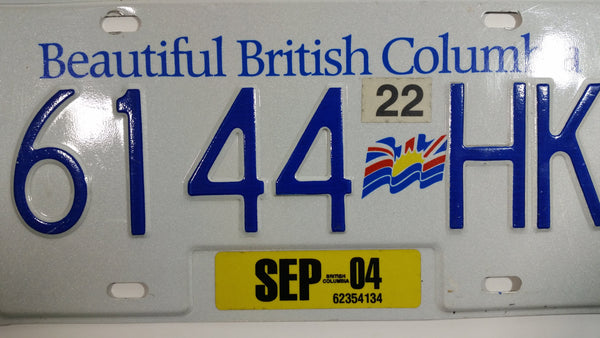 Beautiful British Columbia
22
6144 HK
SEP BRITISH COLUMBIA 04
62354134